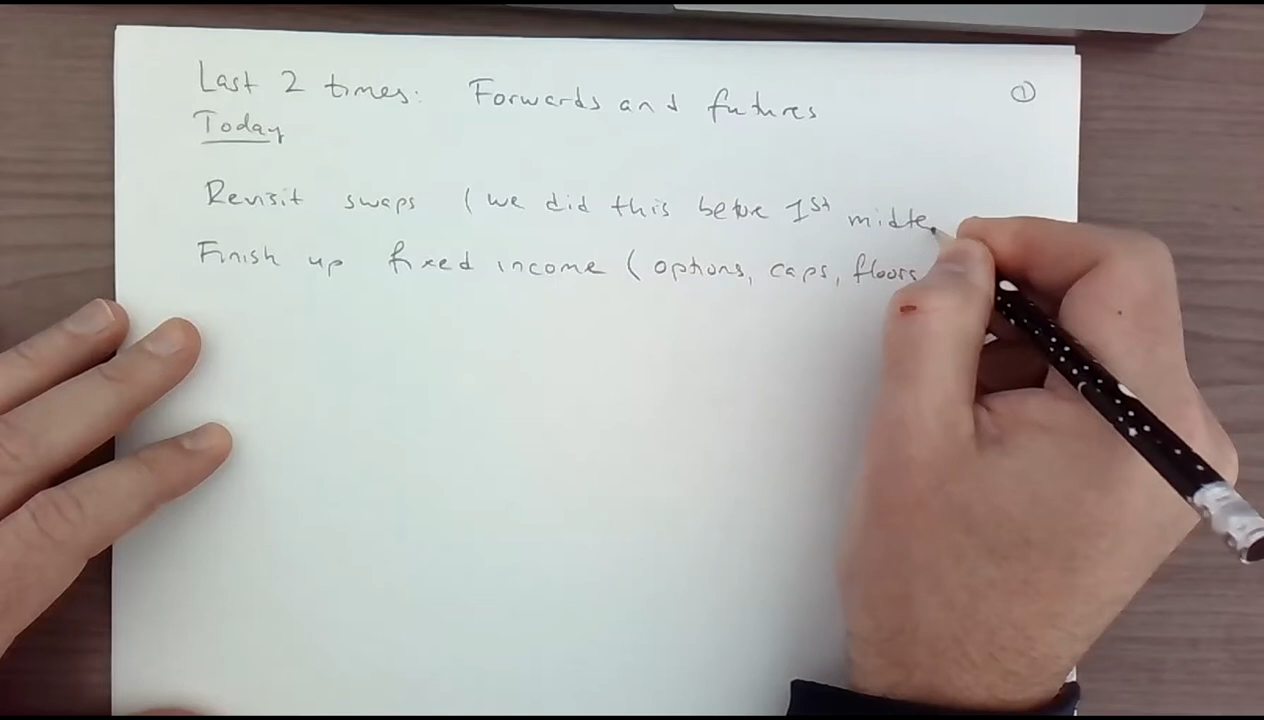 Last 2 times: Forwards and futures ①
Today
Revisit swaps (we did this before 1st midte
Finish up fixed income (options, caps, floors